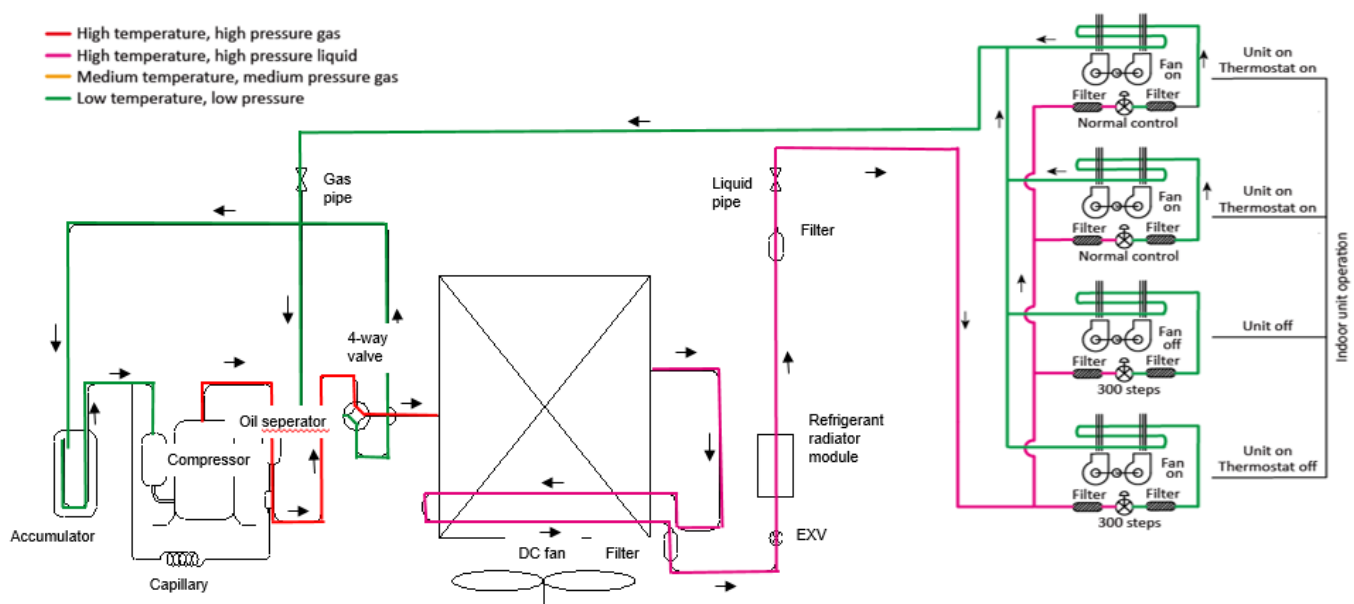 High temperature, high pressure gas
High temperature, high pressure liquid
Medium temperature, medium pressure gas
Low temperature, low pressure
Gas
pipe
Liquid
pipe
Filter
4-way
valve
Oil seperator
Compressor
Accumulator
Capillary
DC fan
Filter
EXV
Refrigerant
radiator
module
Fan
on
Filter
Filter
Normal control
Unit on
Thermostat on
Fan
on
Filter
Filter
Normal control
Unit on
Thermostat on
Fan
off
Filter
Filter
300 steps
Unit off
Fan
on
Filter
Filter
300 steps
Unit on
Thermostat off
Indoor unit operation